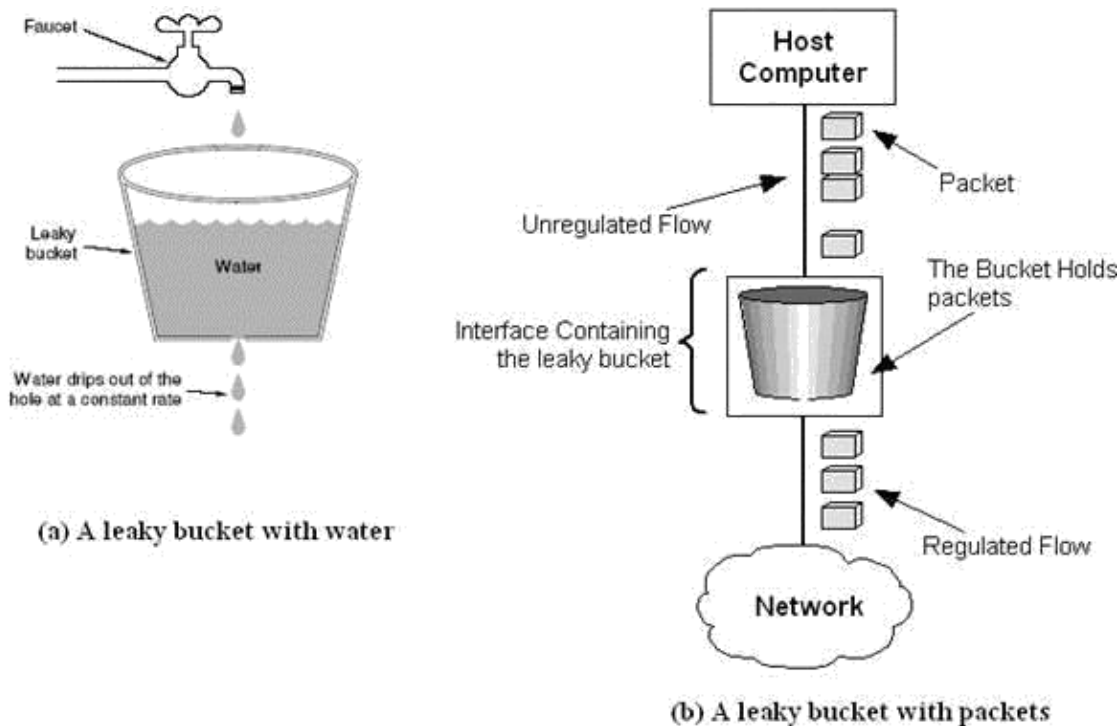 Faucet
Leaky
bucket
Water
Water drips out of the
hole at a constant rate
(a) A leaky bucket with water
Host
Computer
Packet
Unregulated Flow
The Bucket Holds
packets
Interface Containing
the leaky bucket
Regulated Flow
Network
(b) A leaky bucket with packets